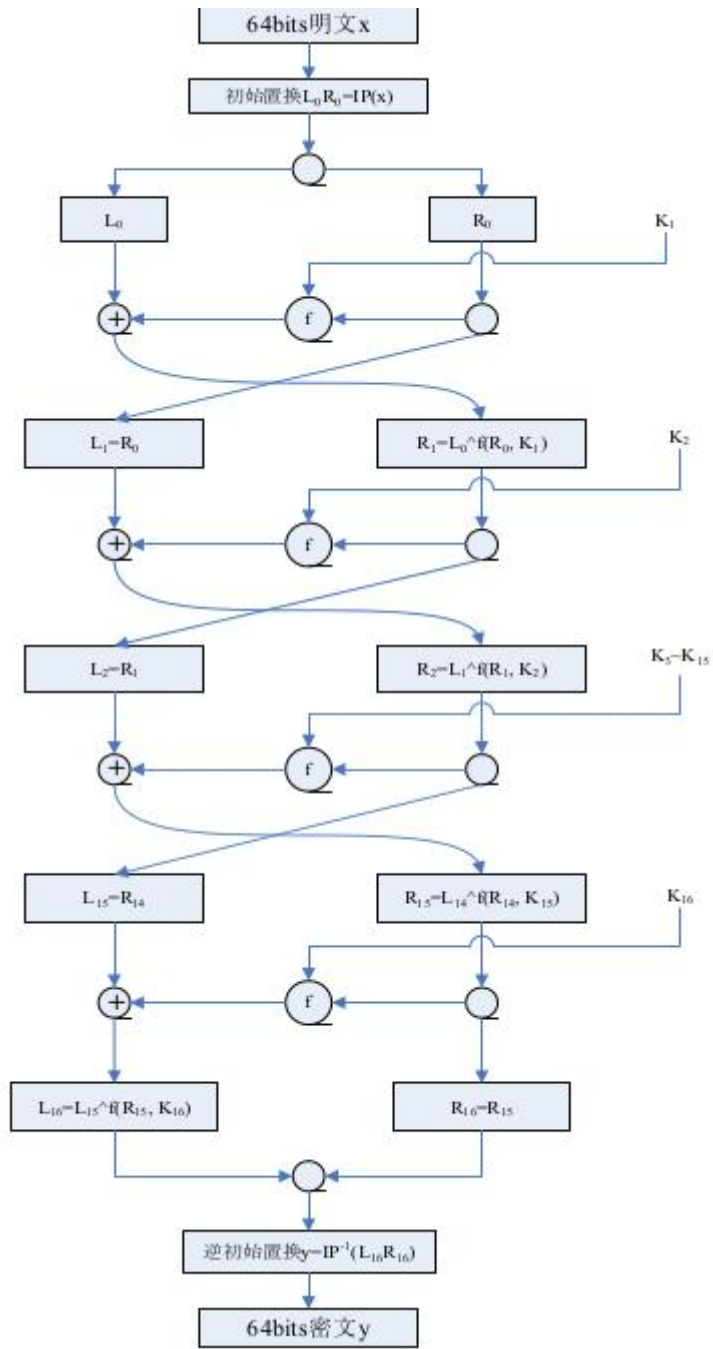 64bits明文x
初始置换L₀R₀=IP(x)
L₀
R₀
K₁
+
f
L₁=R₀
R₁=L₀^f(R₀, K₁)
K₂
+
f
L₂=R₁
R₂=L₁^f(R₁, K₂)
K₃~K₁₅
+
f
L₁₅=R₁₄
R₁₅=L₁₄^f(R₁₄, K₁₅)
K₁₆
+
f
L₁₆=L₁₅^f(R₁₅, K₁₆)
R₁₆=R₁₅
逆初始置换y=IP⁻¹(L₁₆R₁₆)
64bits密文y